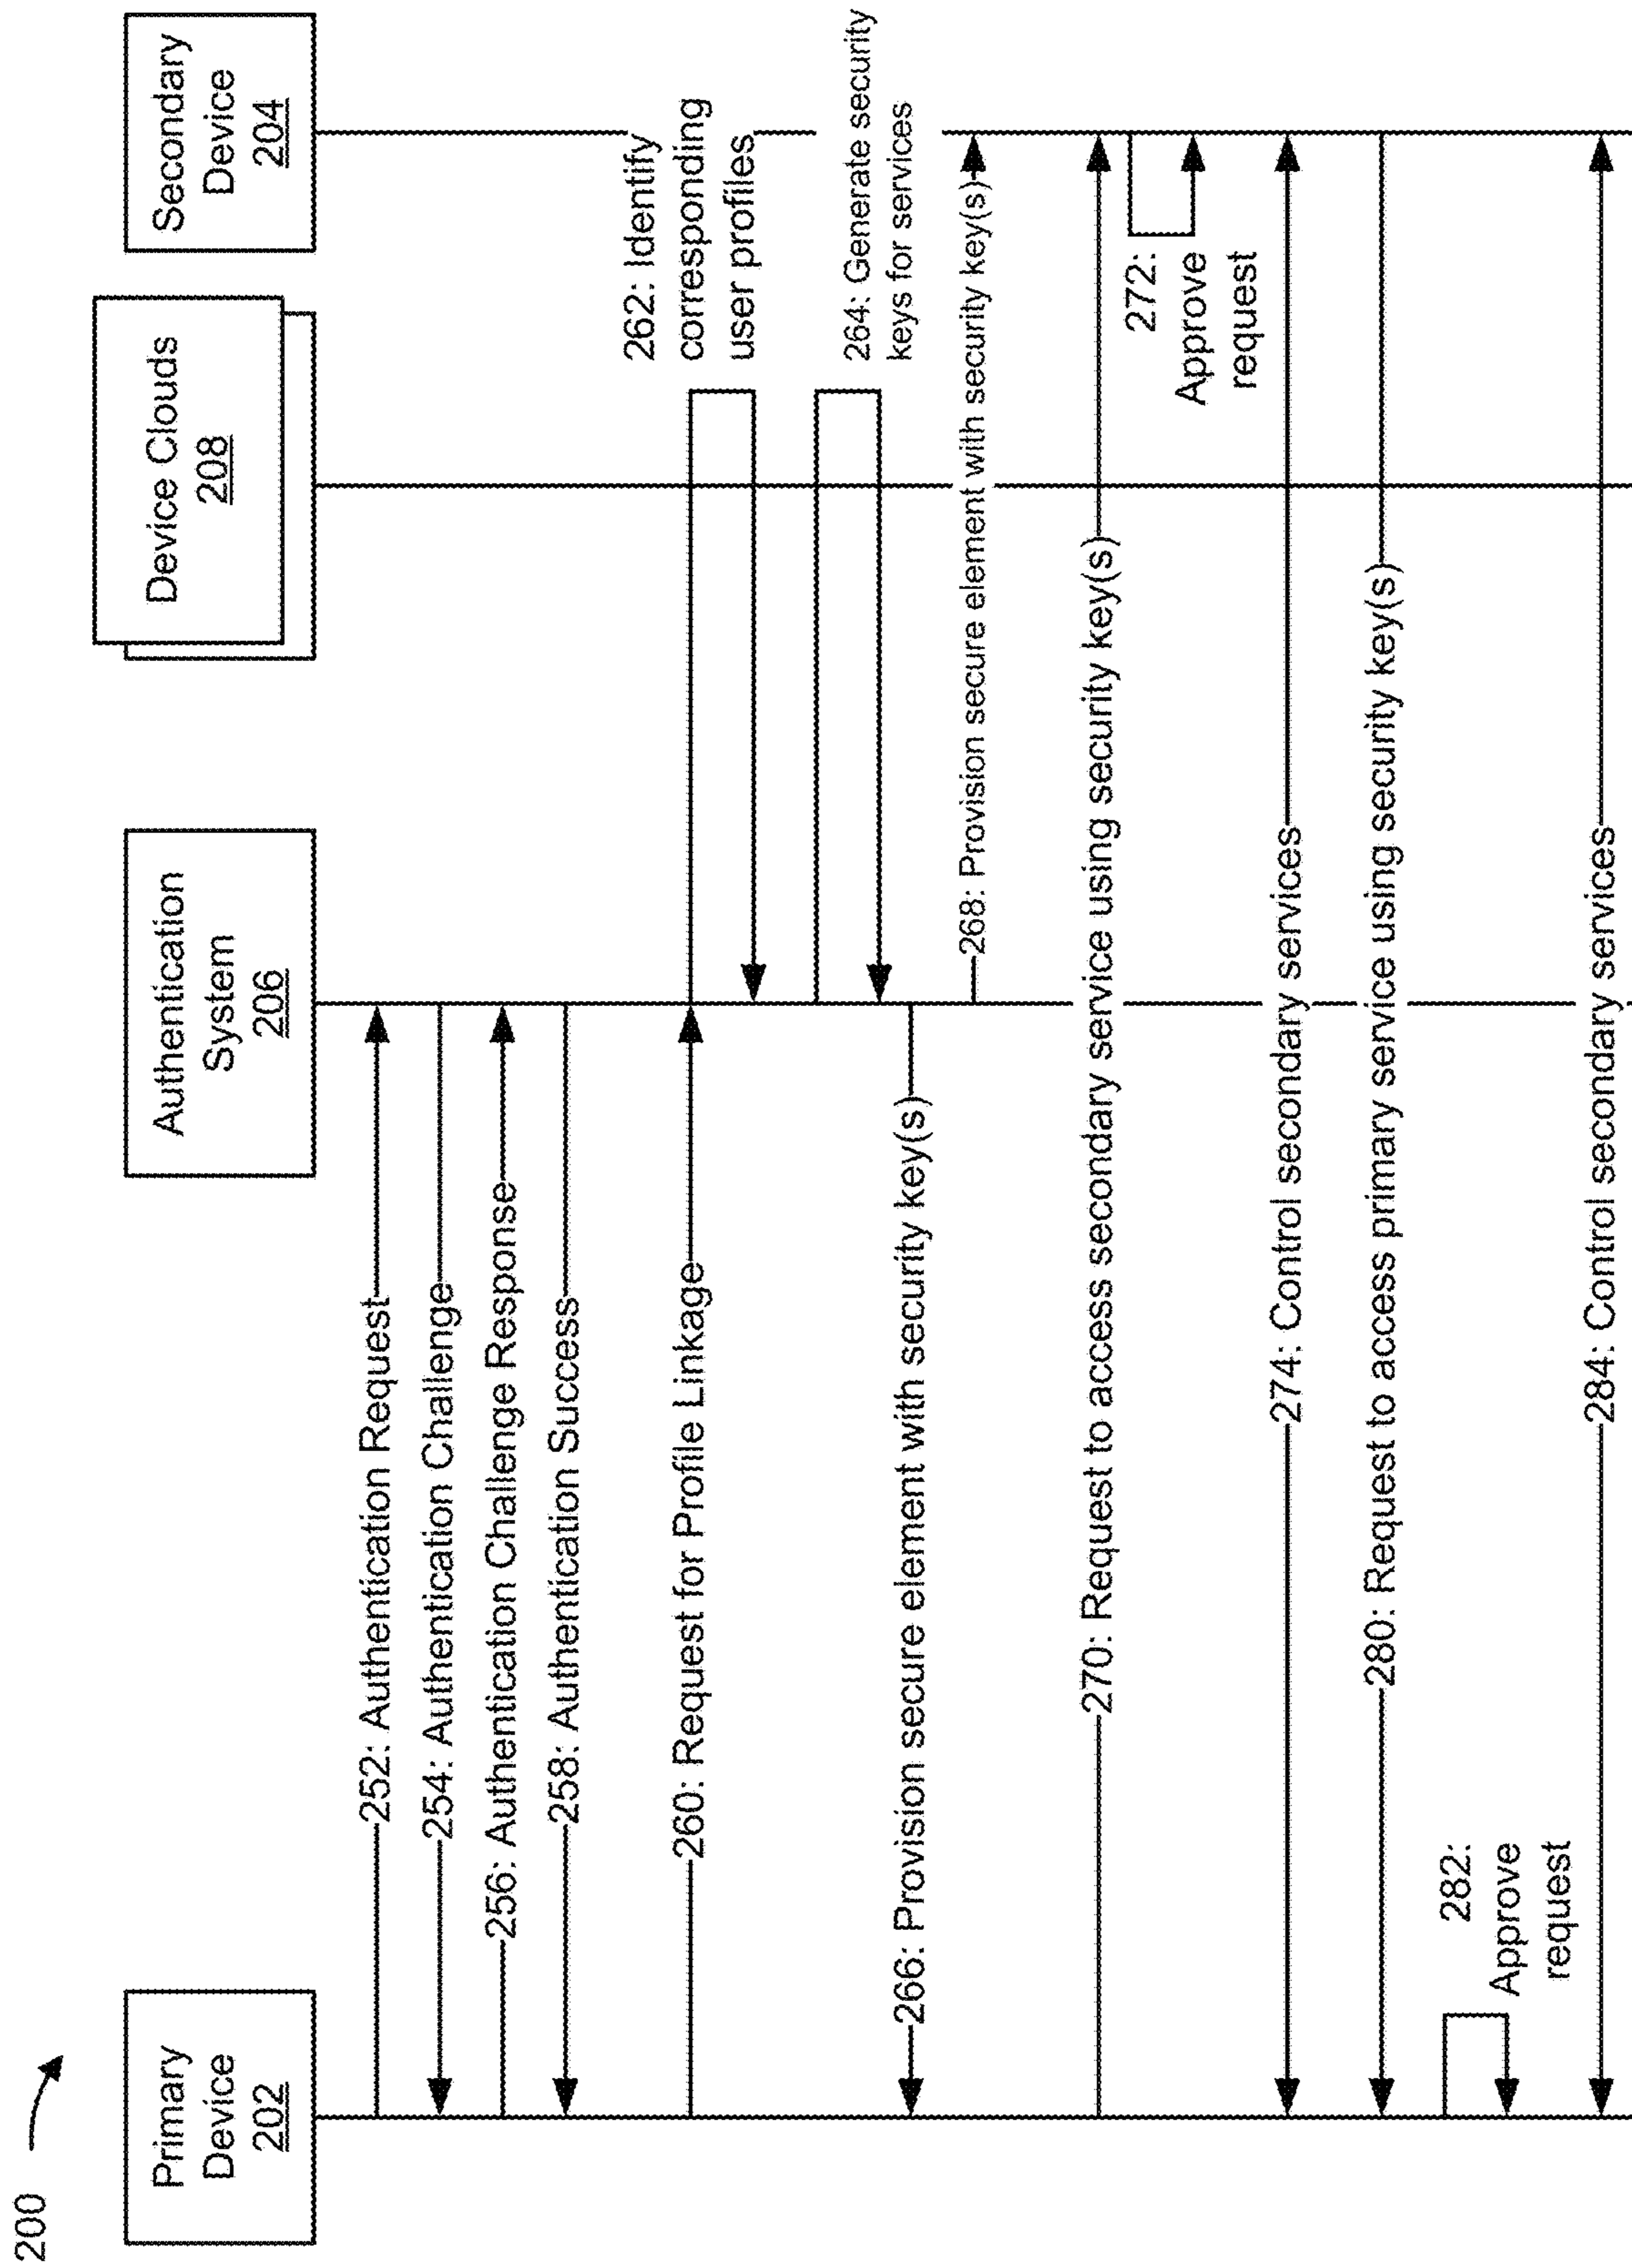 200
Primary
Device
202
Authentication
System
206
Device Clouds
208
Secondary
Device
204
252: Authentication Request
254: Authentication Challenge
256: Authentication Challenge Response
258: Authentication Success
260: Request for Profile Linkage
262: Identify
corresponding
user profiles
264: Generate security
keys for services
266: Provision secure element with security key(s)
268: Provision secure element with security key(s)
270: Request to access secondary service using security key(s)
272:
Approve
request
274: Control secondary services
280: Request to access primary service using security key(s)
282:
Approve
request
284: Control secondary services